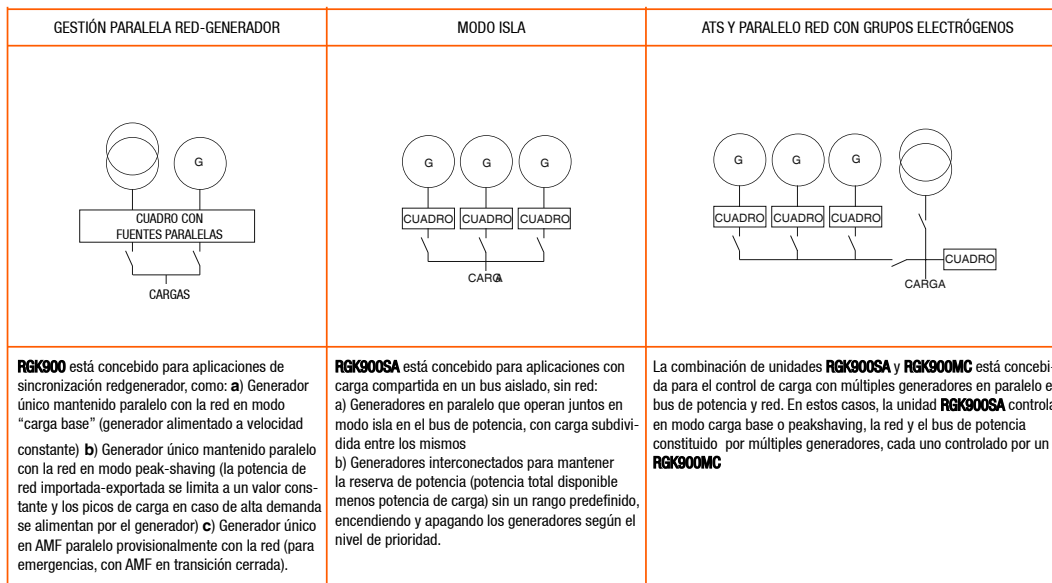 GESTIÓN PARALELA RED-GENERADOR
MODO ISLA
ATS Y PARALELO RED CON GRUPOS ELECTRÓGENOS
G
CUADRO CON
FUENTES PARALELAS
CARGAS
G
G
G
CUADRO
CUADRO
CUADRO
CARGA
G
G
G
CUADRO
CUADRO
CUADRO
CUADRO
CARGA
RGK900 está concebido para aplicaciones de
sincronización redgenerador, como: a) Generador
único mantenido paralelo con la red en modo
“carga base” (generador alimentado a velocidad
constante) b) Generador único mantenido paralelo
con la red en modo peak-shaving (la potencia de
red importada-exportada se limita a un valor cons-
tante y los picos de carga en caso de alta demanda
se alimentan por el generador) c) Generador único
en AMF paralelo provisionalmente con la red (para
emergencias, con AMF en transición cerrada).
RGK900SA está concebido para aplicaciones con
carga compartida en un bus aislado, sin red:
a) Generadores en paralelo que operan juntos en
modo isla en el bus de potencia, con carga subdivi-
dida entre los mismos
b) Generadores interconectados para mantener
la reserva de potencia (potencia total disponible
menos potencia de carga) sin un rango predefinido,
encendiendo y apagando los generadores según el
nivel de prioridad.
La combinación de unidades RGK900SA y RGK900MC está concebi-
da para el control de carga con múltiples generadores en paralelo e
bus de potencia y red. En estos casos, la unidad RGK900SA controla
en modo carga base o peakshaving, la red y el bus de potencia
constituido por múltiples generadores, cada uno controlado por un
RGK900MC